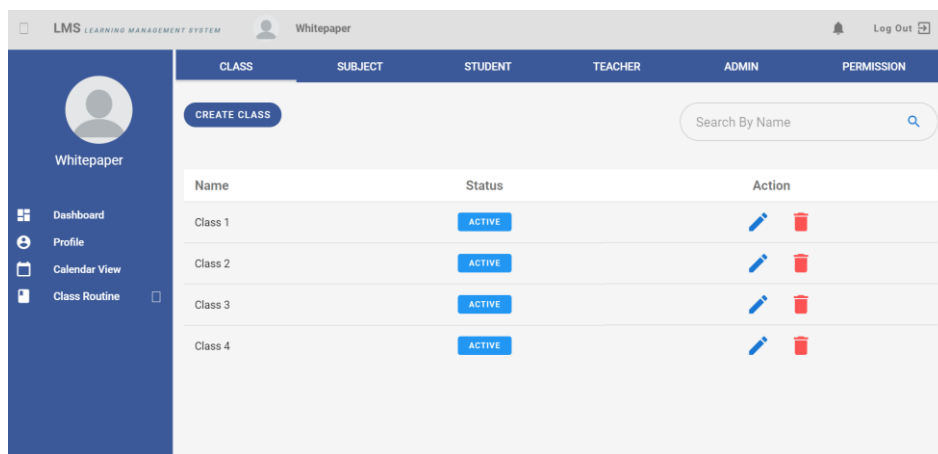 LMS LEARNING MANAGEMENT SYSTEM Whitepaper Log Out
CLASS SUBJECT STUDENT TEACHER ADMIN PERMISSION
CREATE CLASS
Search By Name
Whitepaper
Dashboard
Profile
Calendar View
Class Routine
Name Status Action
Class 1 ACTIVE
Class 2 ACTIVE
Class 3 ACTIVE
Class 4 ACTIVE